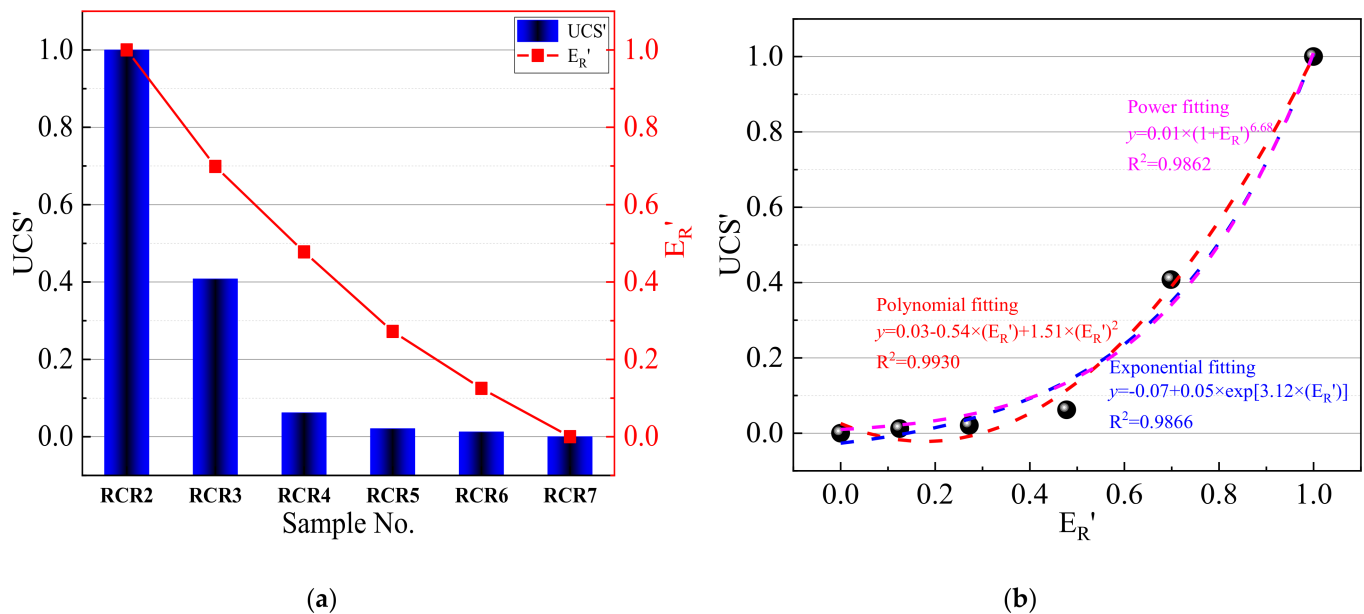 UCS'
E_R'
1.0
0.8
0.6
0.4
0.2
0.0
UCS'
1.0
0.8
0.6
0.4
0.2
0.0
E_R'
RCR2 RCR3 RCR4 RCR5 RCR6 RCR7
Sample No.
(a)
1.0
0.8
0.6
0.4
0.2
0.0
UCS'
Power fitting
y=0.01×(1+E_R')^6.68
R²=0.9862
Polynomial fitting
y=0.03-0.54×(E_R')+1.51×(E_R')²
R²=0.9930
Exponential fitting
y=-0.07+0.05×exp[3.12×(E_R')]
R²=0.9866
0.0 0.2 0.4 0.6 0.8 1.0
E_R'
(b)